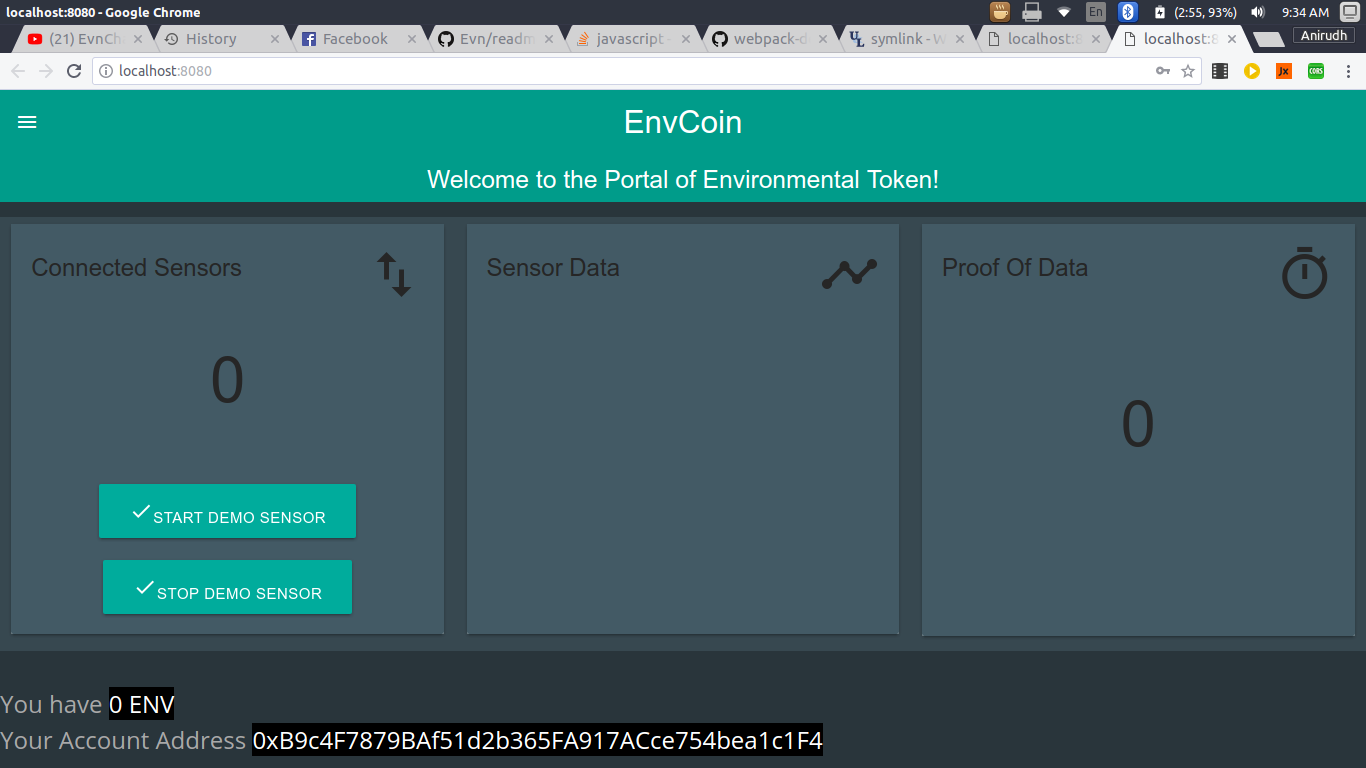 localhost:8080 - Google Chrome
En
(2:55, 93%)
9:34 AM
(21) EvnCh
History
Facebook
Evn/readm
javascript -
webpack-d
symlink - W
localhost:8
localhost:8
Anirudh
localhost:8080
Jx
CORS
EnvCoin
Welcome to the Portal of Environmental Token!
Connected Sensors
Sensor Data
Proof Of Data
0
0
START DEMO SENSOR
STOP DEMO SENSOR
You have 0 ENV
Your Account Address 0xB9c4F7879BAf51d2b365FA917ACce754bea1c1F4